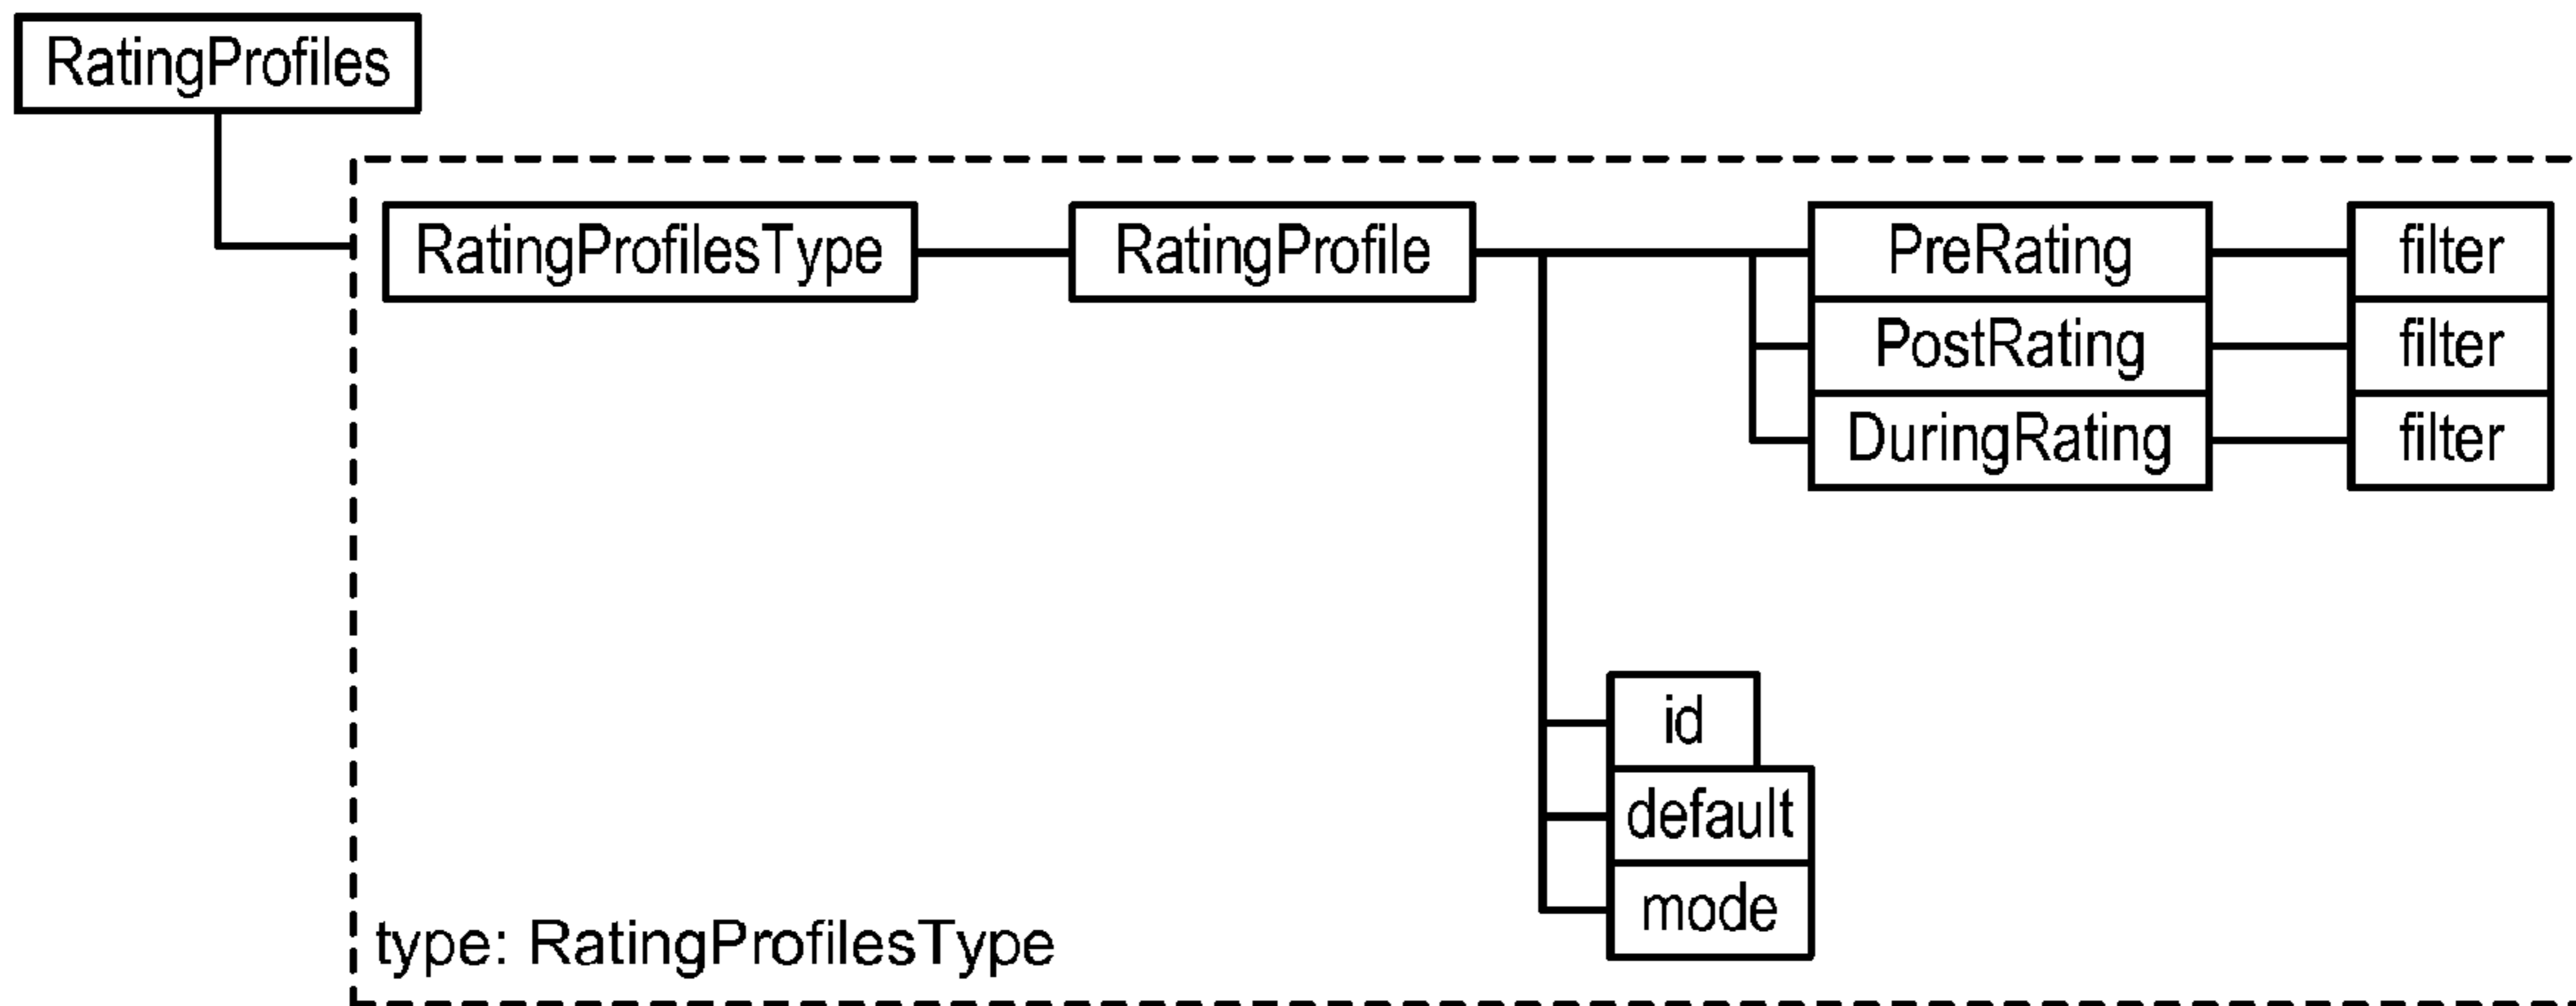 RatingProfiles
RatingProfilesType
RatingProfile
PreRating
filter
PostRating
filter
DuringRating
filter
id
default
mode
type: RatingProfilesType